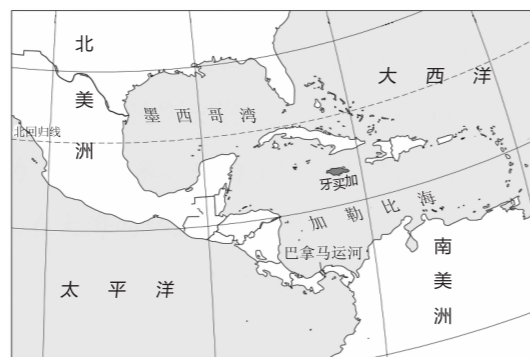 北美洲
大西洋
墨西哥湾
北回归线
牙买加
加勒比海
巴拿马运河
太平洋
南美洲